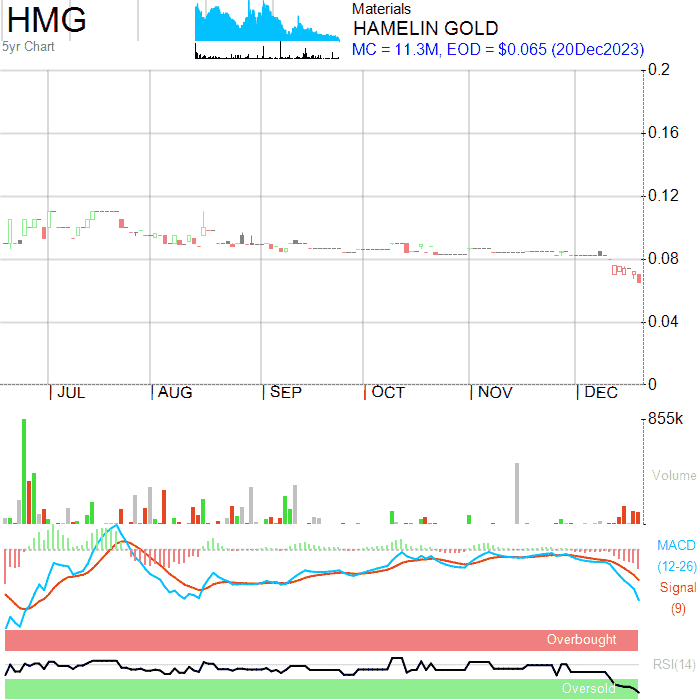 HMG
5yr Chart
Materials
HAMELIN GOLD
MC = 11.3M, EOD = $0.065 (20Dec2023)
0.2
0.16
0.12
0.08
0.04
0
JUL AUG SEP OCT NOV DEC
855k
Volume
MACD
(12-26)
Signal
(9)
Overbought
RSI(14)
Oversold